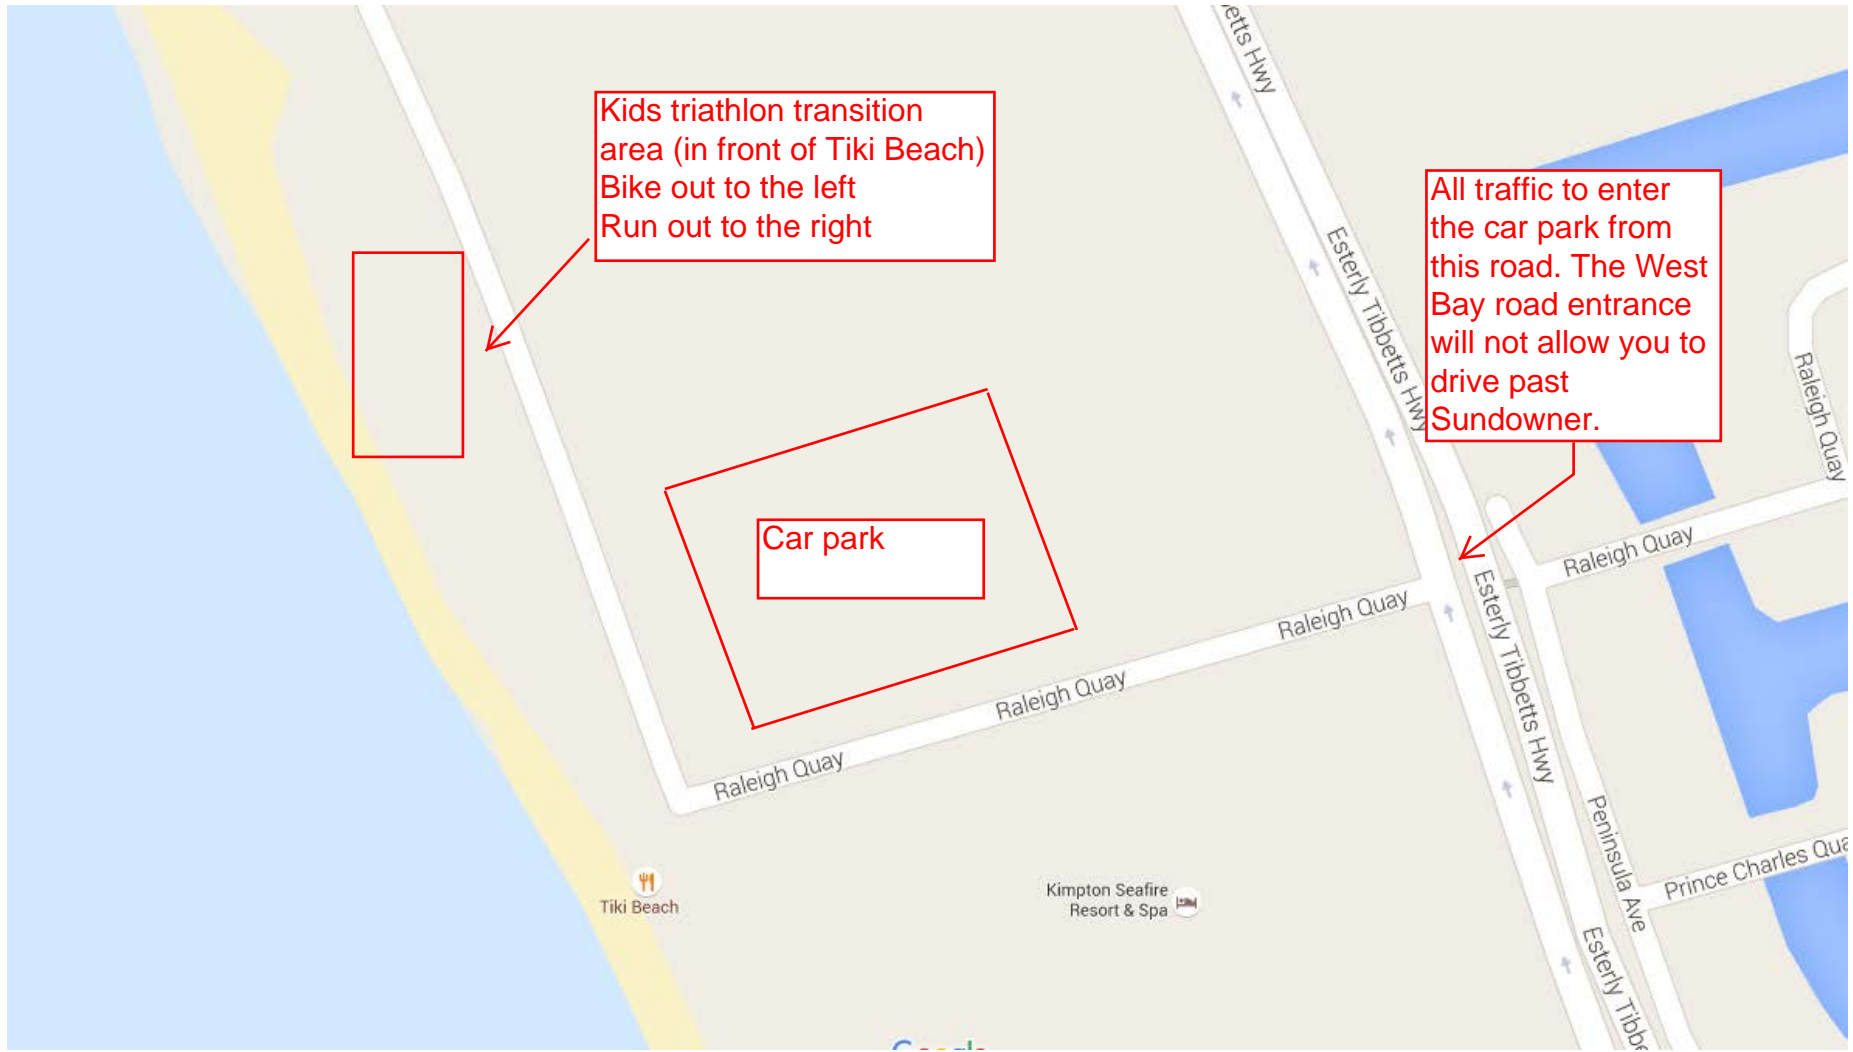 etts Hwy
Kids triathlon transition
area (in front of Tiki Beach)
Bike out to the left
Run out to the right
All traffic to enter
the car park from
this road. The West
Bay road entrance
will not allow you to
drive past
Sundowner.
Esterly Tibbetts Hwy
Raleigh Quay
Car park
Raleigh Quay
Raleigh Quay
Esterly Tibbetts Hwy
Raleigh Quay
Raleigh Quay
Peninsula Ave
Prince Charles Qua
Tiki Beach
Kimpton Seafire
Resort & Spa
Esterly Tibbe
Google